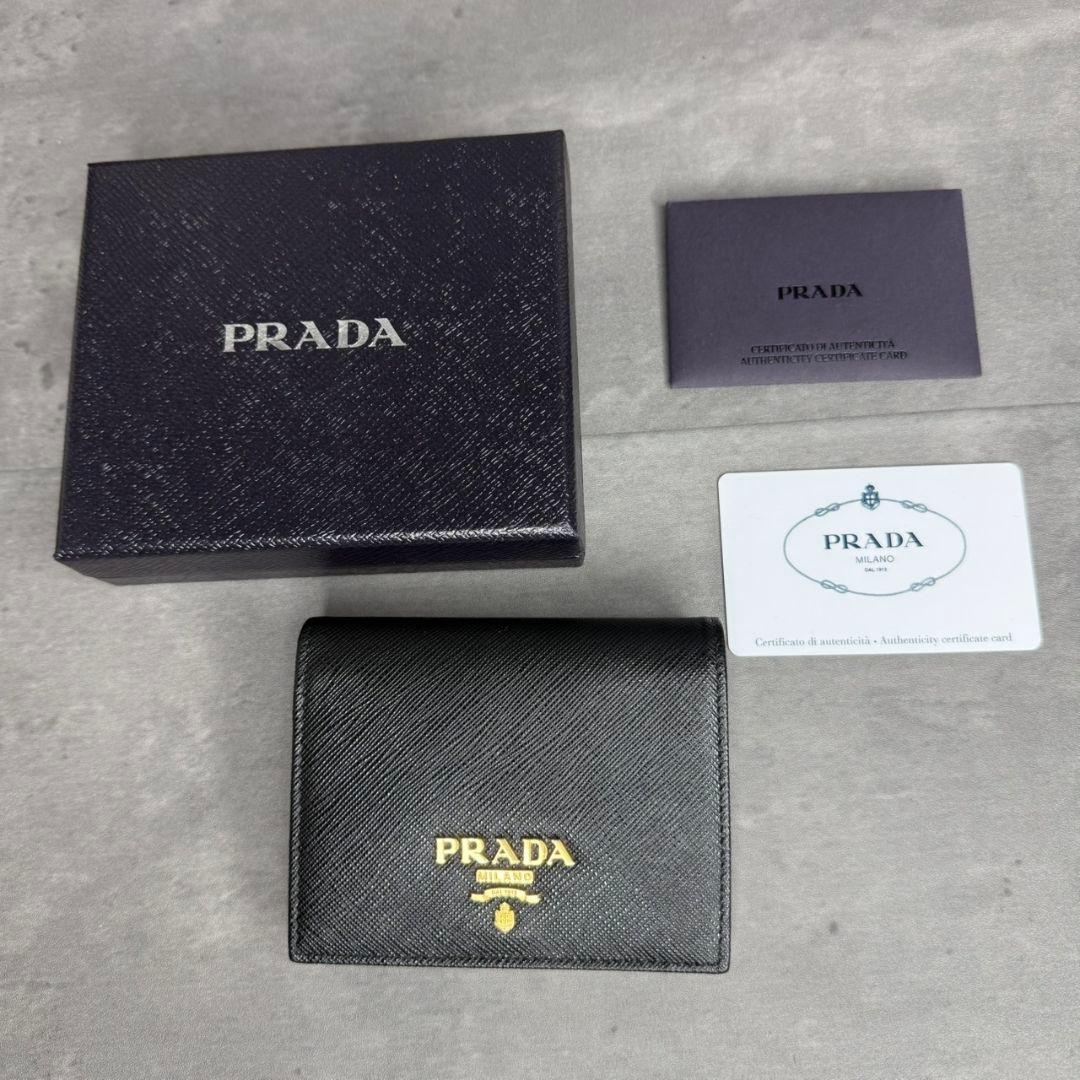 PRADA
PRADA
CERTIFICATO DI AUTENTICITÀ
AUTHENTICITY CERTIFICATE CARD
PRADA
MILANO
DAL 1913
Certificato di autenticità • Authenticity certificate card
PRADA
MILANO
DAL 1913